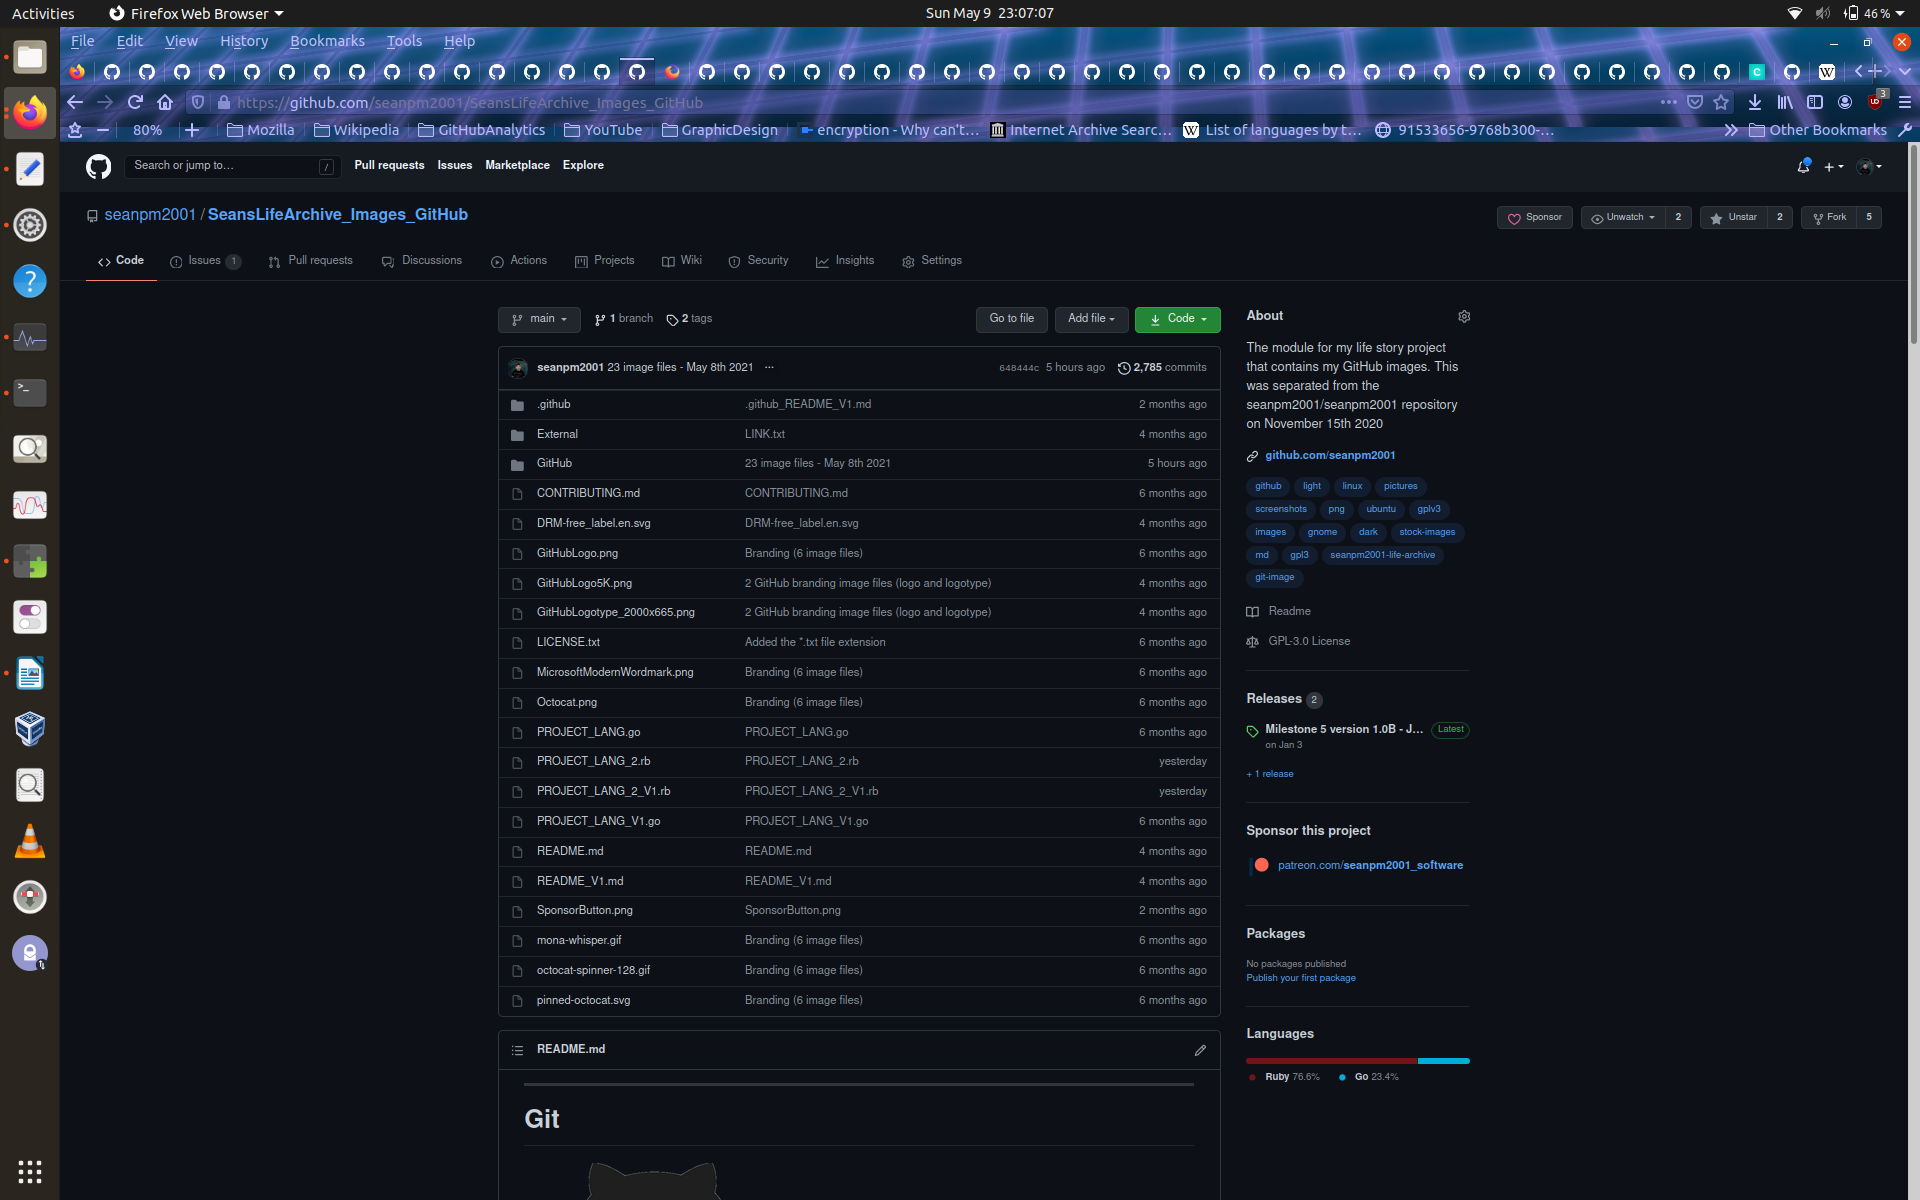 Activities
Firefox Web Browser
Sun May 9 23:07:07
46 %
File Edit View History Bookmarks Tools Help
https://github.com/seanpm2001/SeansLifeArchive_Images_GitHub
3
80%
Mozilla
Wikipedia
GitHubAnalytics
YouTube
GraphicDesign
encryption - Why can't…
Internet Archive Searc…
List of languages by t…
91533656-9768b300-…
Other Bookmarks
Search or jump to…
/
Pull requests Issues Marketplace Explore
seanpm2001 / SeansLifeArchive_Images_GitHub
Sponsor
Unwatch 2
Unstar 2
Fork 5
Code
Issues 1
Pull requests
Discussions
Actions
Projects
Wiki
Security
Insights
Settings
main
1 branch
2 tags
Go to file
Add file
Code
seanpm2001 23 image files - May 8th 2021 ... 648444c 5 hours ago 2,785 commits
.github .github_README_V1.md 2 months ago
External LINK.txt 4 months ago
GitHub 23 image files - May 8th 2021 5 hours ago
CONTRIBUTING.md CONTRIBUTING.md 6 months ago
DRM-free_label.en.svg DRM-free_label.en.svg 4 months ago
GitHubLogo.png Branding (6 image files) 6 months ago
GitHubLogo5K.png 2 GitHub branding image files (logo and logotype) 4 months ago
GitHubLogotype_2000x665.png 2 GitHub branding image files (logo and logotype) 4 months ago
LICENSE.txt Added the *.txt file extension 6 months ago
MicrosoftModernWordmark.png Branding (6 image files) 6 months ago
Octocat.png Branding (6 image files) 6 months ago
PROJECT_LANG.go PROJECT_LANG.go 6 months ago
PROJECT_LANG_2.rb PROJECT_LANG_2.rb yesterday
PROJECT_LANG_2_V1.rb PROJECT_LANG_2_V1.rb yesterday
PROJECT_LANG_V1.go PROJECT_LANG_V1.go 6 months ago
README.md README.md 4 months ago
README_V1.md README_V1.md 4 months ago
SponsorButton.png SponsorButton.png 2 months ago
mona-whisper.gif Branding (6 image files) 6 months ago
octocat-spinner-128.gif Branding (6 image files) 6 months ago
pinned-octocat.svg Branding (6 image files) 6 months ago
README.md
Git
About
The module for my life story project
that contains my GitHub images. This
was separated from the
seanpm2001/seanpm2001 repository
on November 15th 2020
github.com/seanpm2001
github light linux pictures
screenshots png ubuntu gplv3
images gnome dark stock-images
md gpl3 seanpm2001-life-archive
git-image
Readme
GPL-3.0 License
Releases 2
Milestone 5 version 1.0B - J… Latest
on Jan 3
+ 1 release
Sponsor this project
patreon.com/seanpm2001_software
Packages
No packages published
Publish your first package
Languages
Ruby 76.6% Go 23.4%